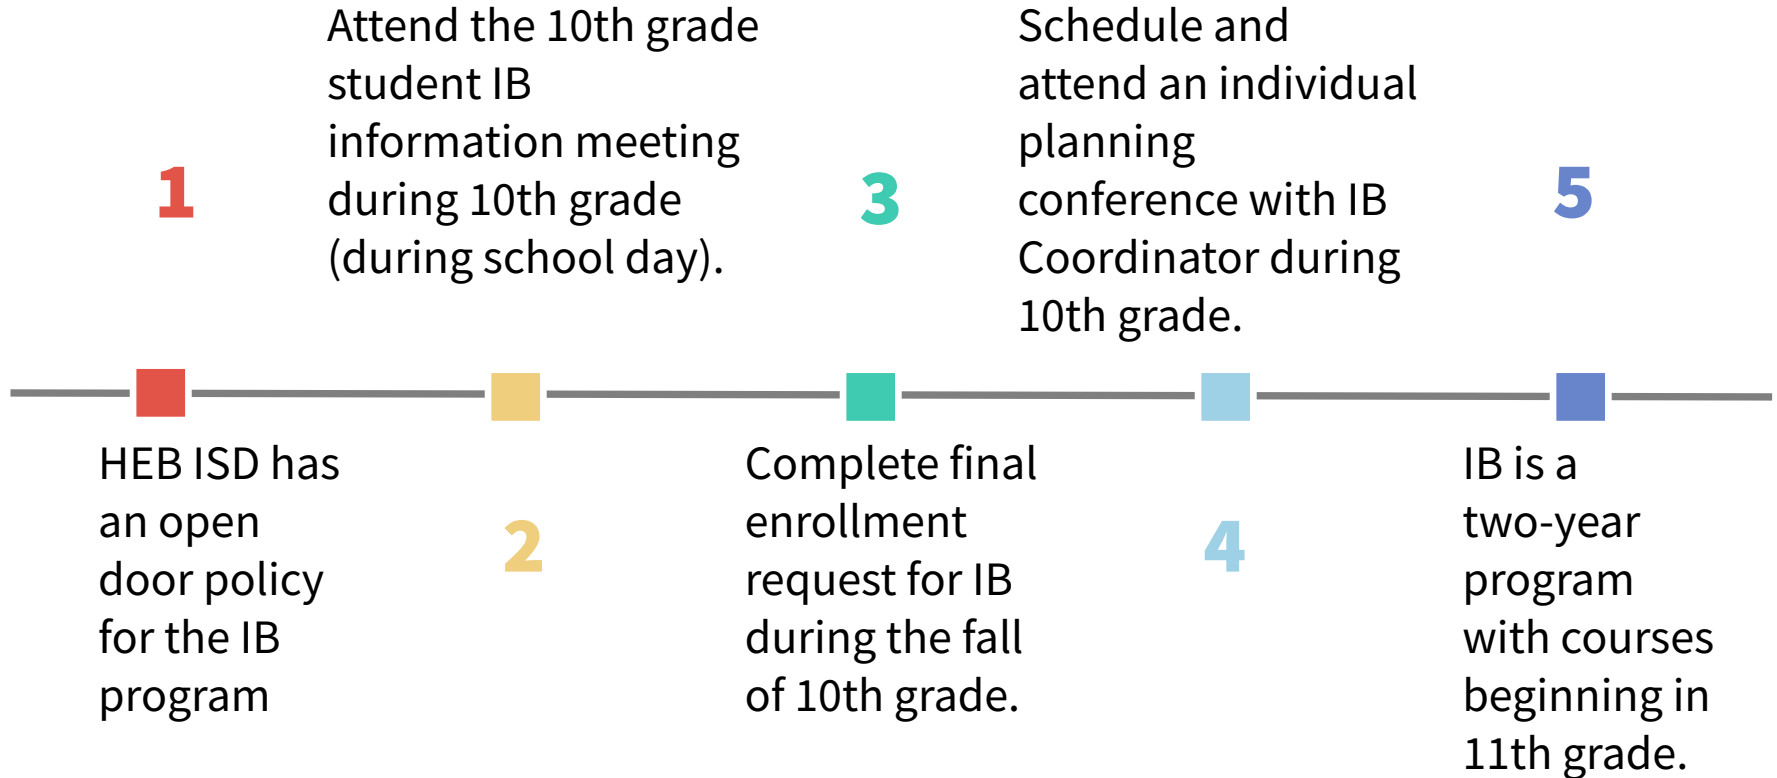 1
HEB ISD has
an open
door policy
for the IB
program
Attend the 10th grade
student IB
information meeting
during 10th grade
(during school day).
2
3
Complete final
enrollment
request for IB
during the fall
of 10th grade.
Schedule and
attend an individual
planning
conference with IB
Coordinator during
10th grade.
4
5
IB is a
two-year
program
with courses
beginning in
11th grade.